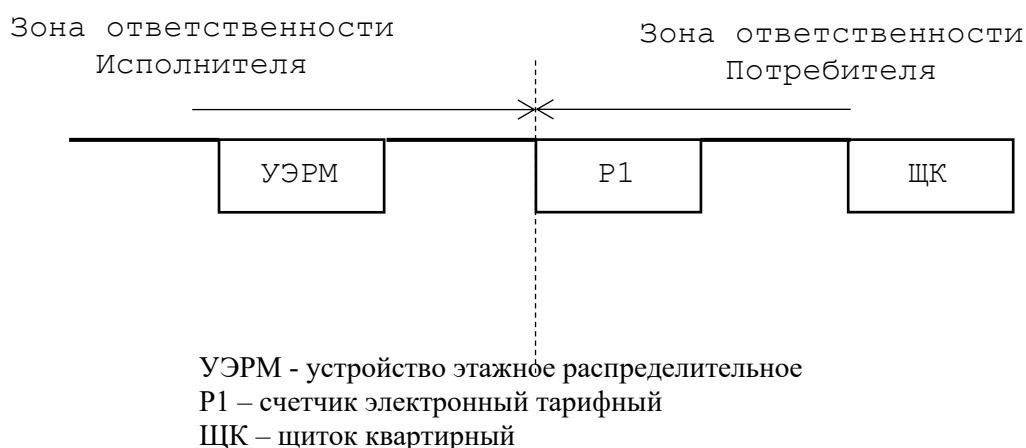 Зона ответственности
Исполнителя
Зона ответственности
Потребителя
УЭРМ
Р1
ЩК
УЭРМ - устройство этажное распределительное
Р1 – счетчик электронный тарифный
ЩК – щиток квартирный